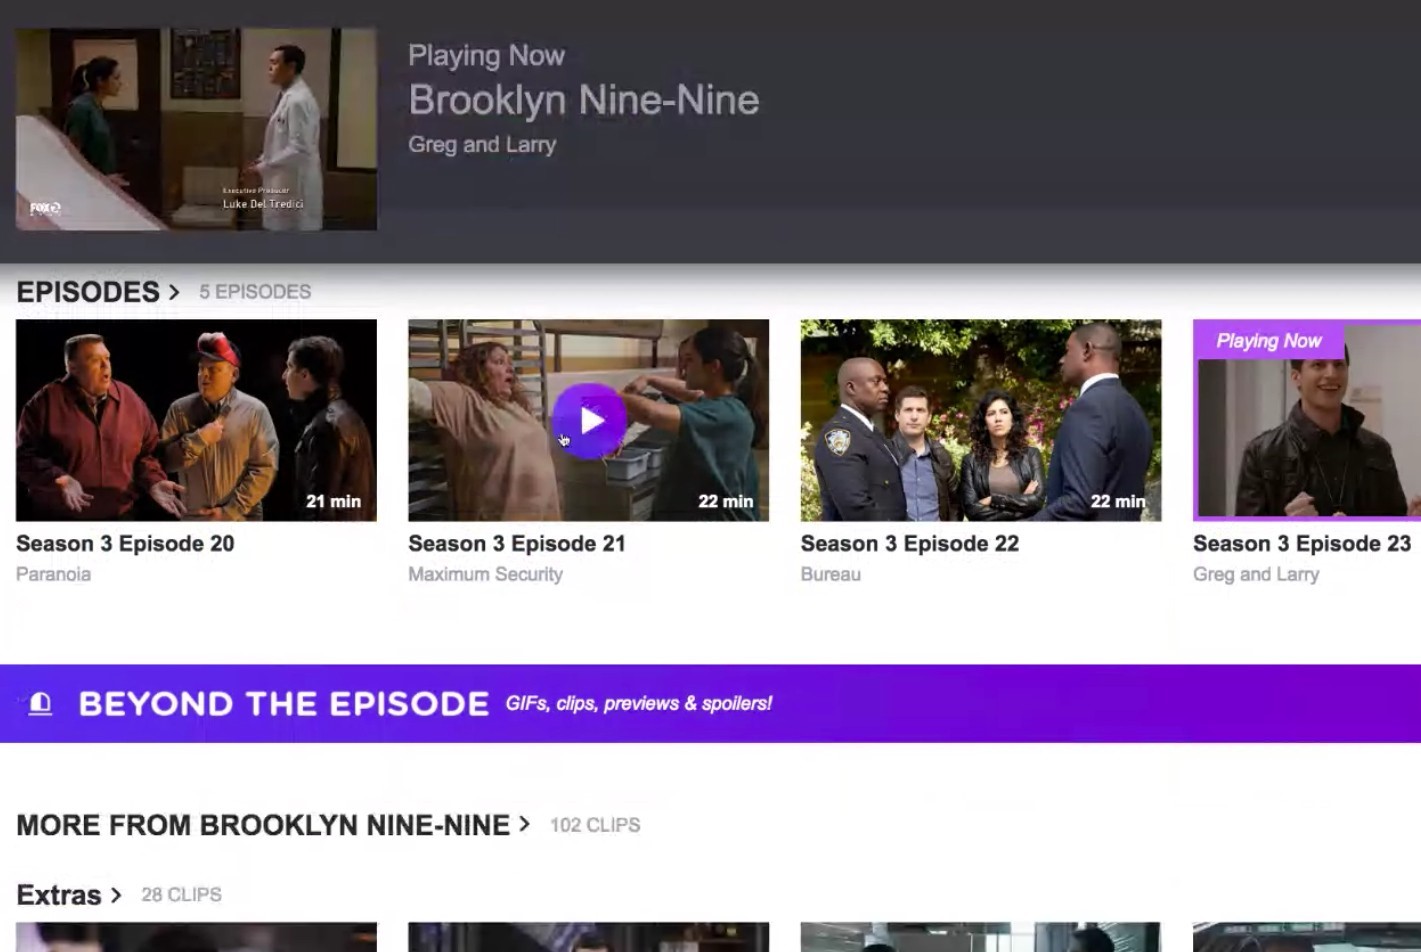 Playing Now
Brooklyn Nine-Nine
Greg and Larry
Executive Producer
Luke Del Tredici
FOX
EPISODES > 5 EPISODES
Playing Now
21 min
22 min
22 min
Season 3 Episode 20
Season 3 Episode 21
Season 3 Episode 22
Season 3 Episode 23
Paranoia
Maximum Security
Bureau
Greg and Larry
BEYOND THE EPISODE GIFs, clips, previews & spoilers!
MORE FROM BROOKLYN NINE-NINE > 102 CLIPS
Extras > 28 CLIPS